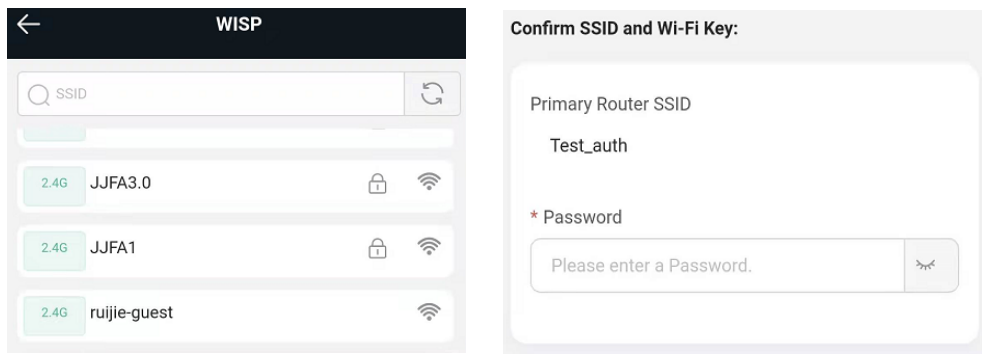 WISP
SSID
2.4G JJFA3.0
2.4G JJFA1
2.4G ruijie-guest
Confirm SSID and Wi-Fi Key:
Primary Router SSID
Test_auth
* Password
Please enter a Password.